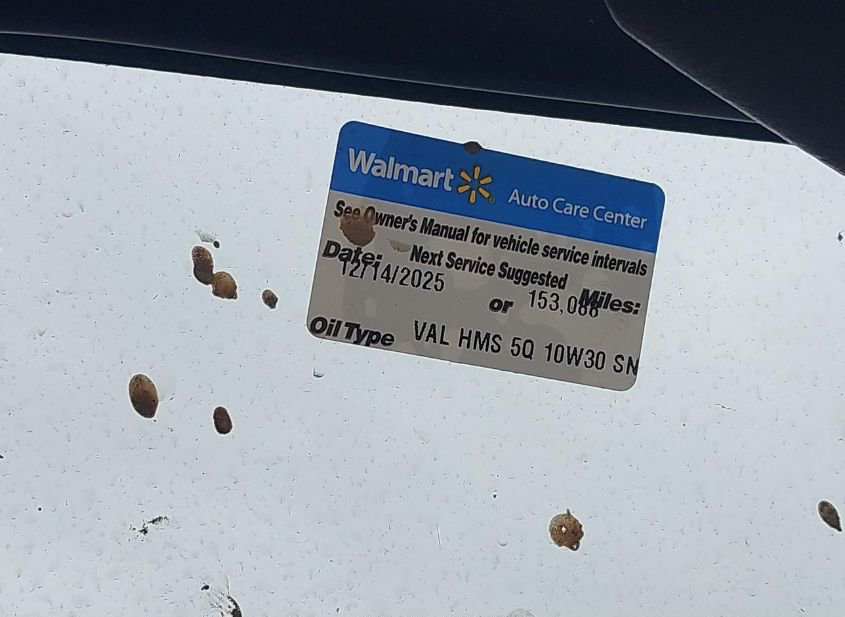 Walmart Auto Care Center
See Owner's Manual for vehicle service intervals
Date: Next Service Suggested Miles:
12/14/2025 or 153,088
Oil Type VAL HMS 5Q 10W30 SN